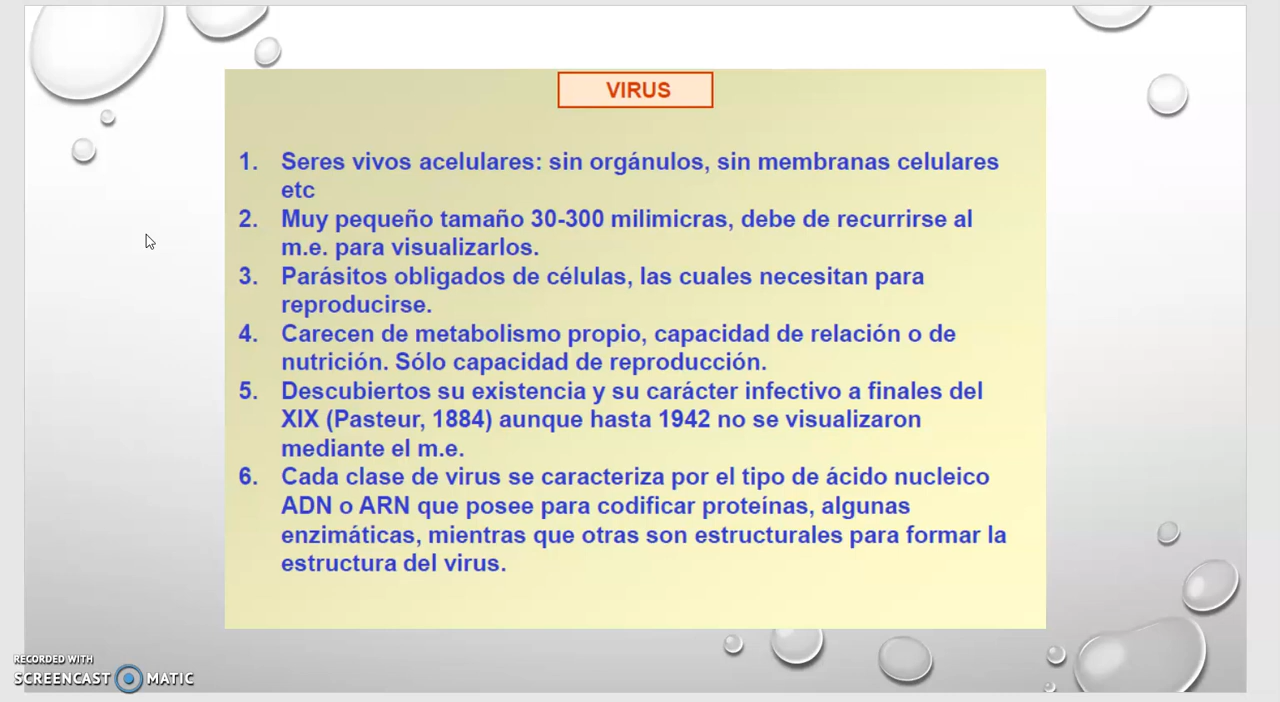 VIRUS
1. Seres vivos acelulares: sin orgánulos, sin membranas celulares
etc
2. Muy pequeño tamaño 30-300 milimicras, debe de recurrirse al
m.e. para visualizarlos.
3. Parásitos obligados de células, las cuales necesitan para
reproducirse.
4. Carecen de metabolismo propio, capacidad de relación o de
nutrición. Sólo capacidad de reproducción.
5. Descubiertos su existencia y su carácter infectivo a finales del
XIX (Pasteur, 1884) aunque hasta 1942 no se visualizaron
mediante el m.e.
6. Cada clase de virus se caracteriza por el tipo de ácido nucleico
ADN o ARN que posee para codificar proteínas, algunas
enzimáticas, mientras que otras son estructurales para formar la
estructura del virus.
RECORDED WITH
SCREENCAST MATIC